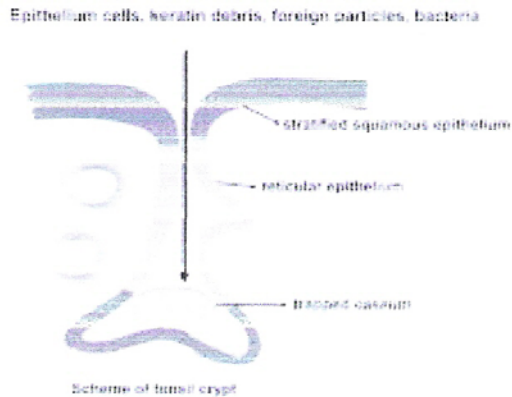 Epithelium cells, keratin debris, foreign particles, bacteria
stratified squamous epithelium
reticular epithelium
trapped caseum
Scheme of tonsil crypt